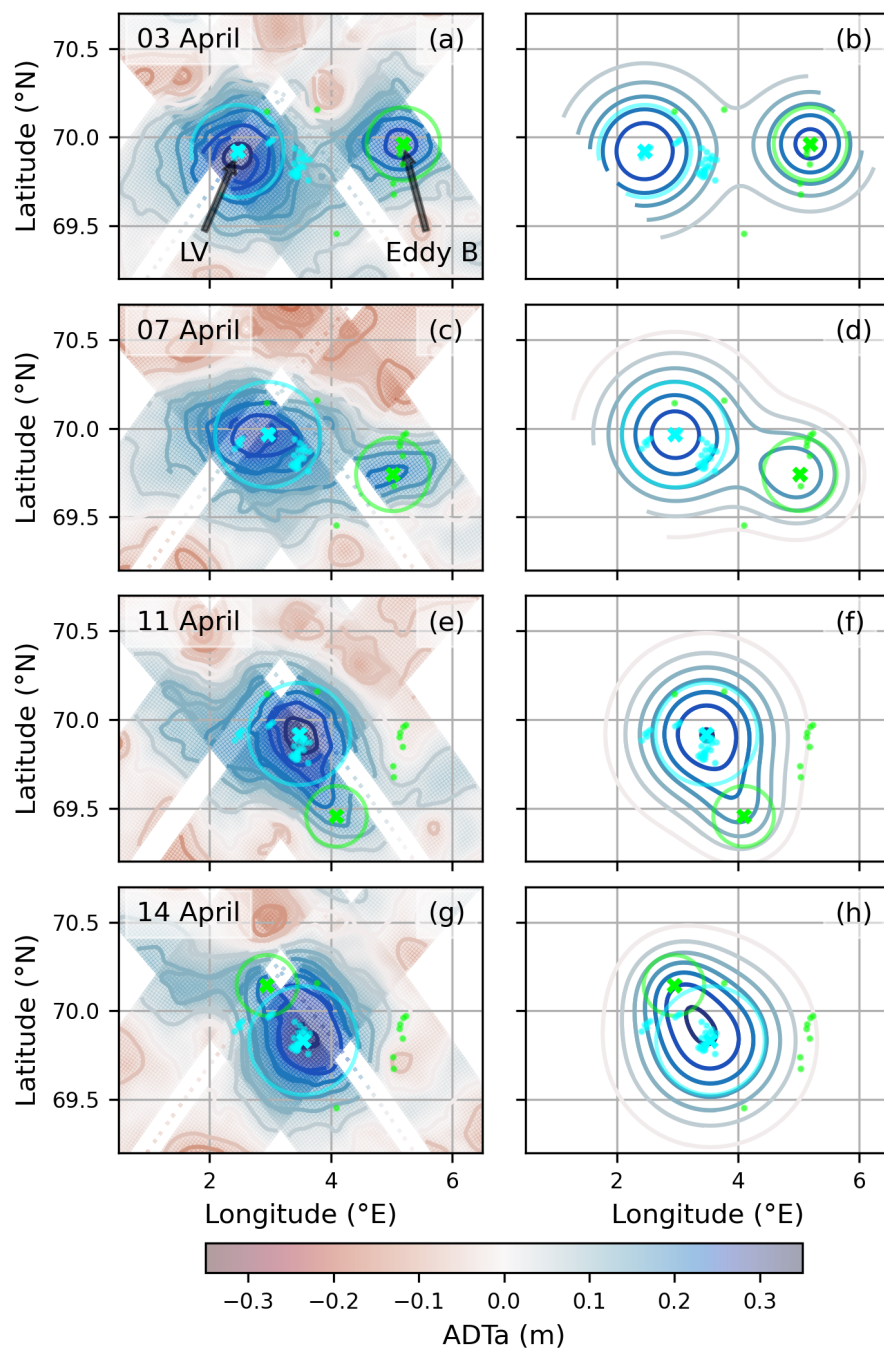 03 April (a) (b)
70.5
70.0
69.5
Latitude (°N)
LV Eddy B
07 April (c) (d)
70.5
70.0
69.5
Latitude (°N)
11 April (e) (f)
70.5
70.0
69.5
Latitude (°N)
14 April (g) (h)
70.5
70.0
69.5
Latitude (°N)
2 4 6 2 4 6
Longitude (°E) Longitude (°E)
−0.3 −0.2 −0.1 0.0 0.1 0.2 0.3
ADTa (m)